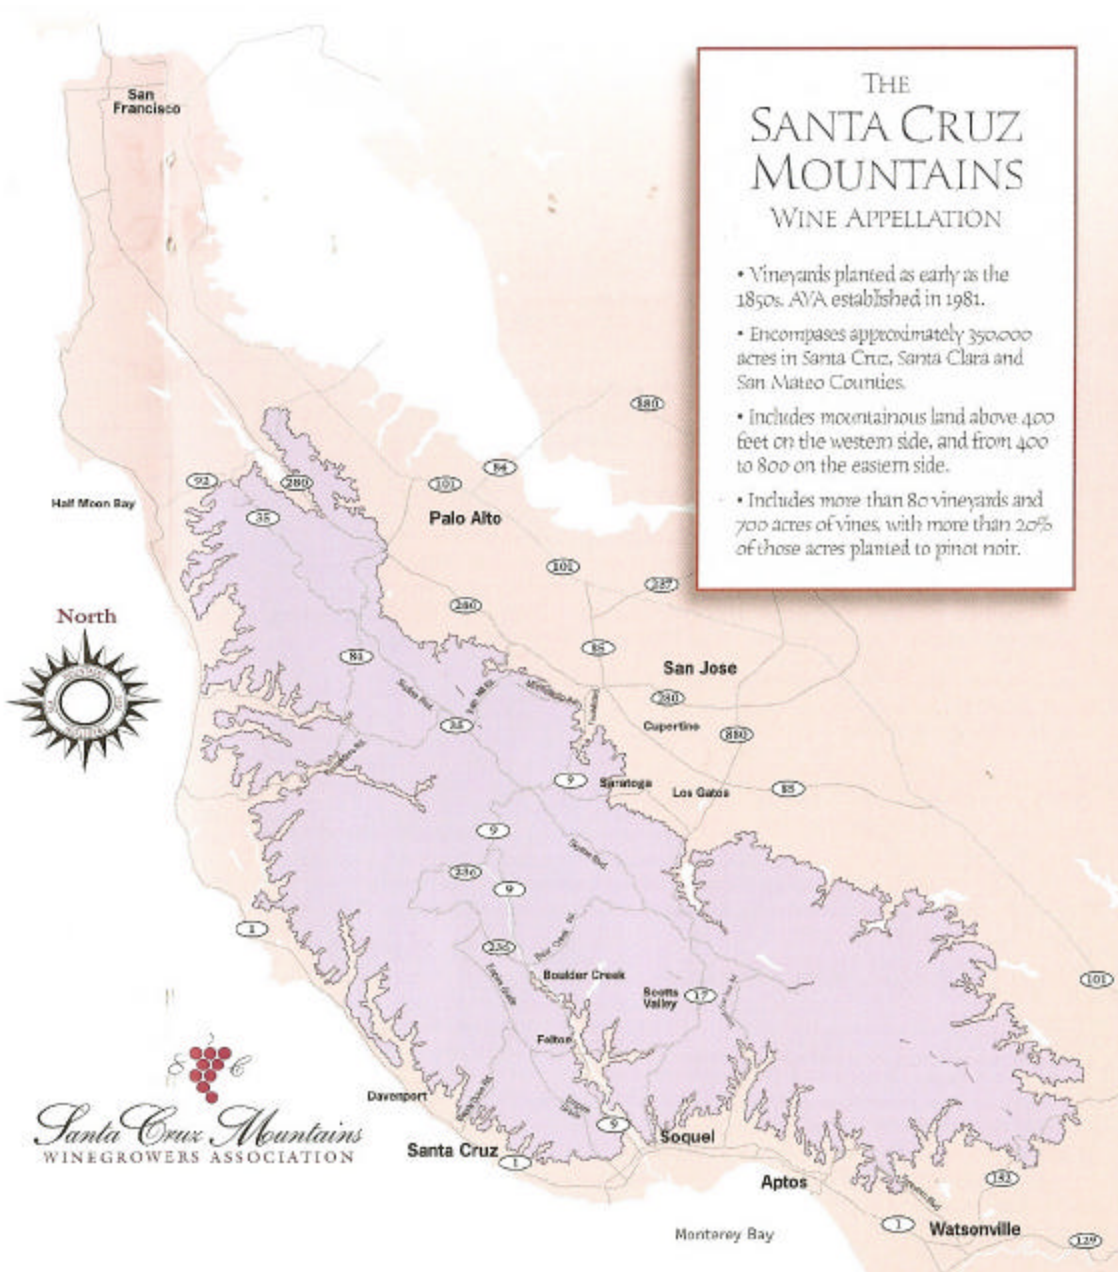 THE
SANTA CRUZ
MOUNTAINS
WINE APPELLATION
• Vineyards planted as early as the
1850s. AVA established in 1981.
• Encompases approximately 350,000
acres in Santa Cruz, Santa Clara and
San Mateo Counties.
• Includes mountainous land above 400
feet on the western side, and from 400
to 800 on the eastern side.
• Includes more than 80 vineyards and
700 acres of vines, with more than 20%
of those acres planted to pinot noir.
San
Francisco
880
84
92
280
101
Half Moon Bay
35
Palo Alto
101
237
280
North
85
84
San Jose
280
35
Cupertino
880
9
Saratoga
Los Gatos
85
9
236
9
1
236
Boulder Creek
101
Scotts
Valley
17
Felton
Davenport
9
Soquel
Santa Cruz
1
Aptos
152
1
Watsonville
129
Monterey Bay
S C
Santa Cruz Mountains
WINEGROWERS ASSOCIATION